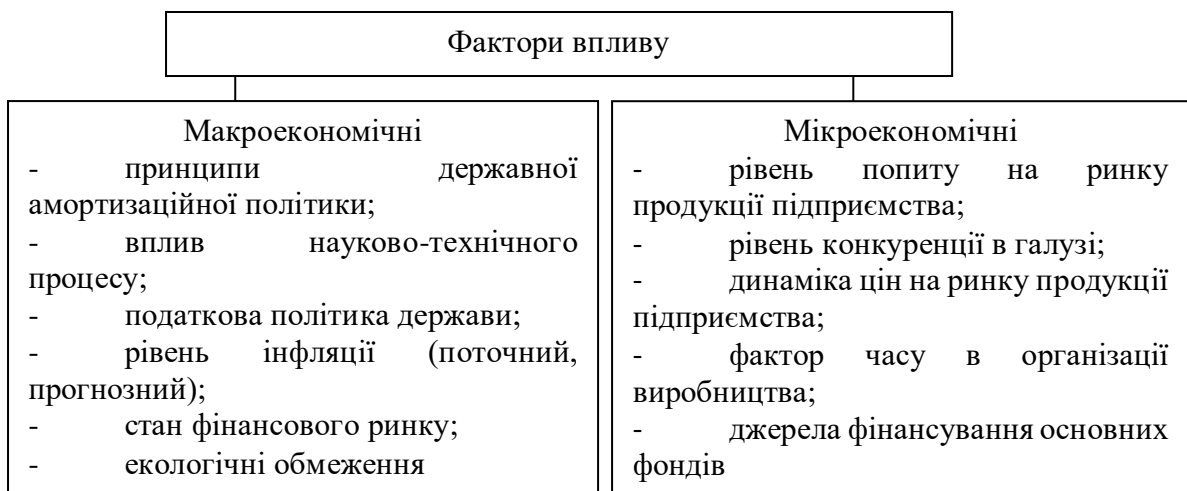 Фактори впливу
Макроекономічні
- принципи державної
амортизаційної політики;
- вплив науково-технічного
процесу;
- податкова політика держави;
- рівень інфляції (поточний,
прогнозний);
- стан фінансового ринку;
- екологічні обмеження
Мікроекономічні
- рівень попиту на ринку
продукції підприємства;
- рівень конкуренції в галузі;
- динаміка цін на ринку продукції
підприємства;
- фактор часу в організації
виробництва;
- джерела фінансування основних
фондів